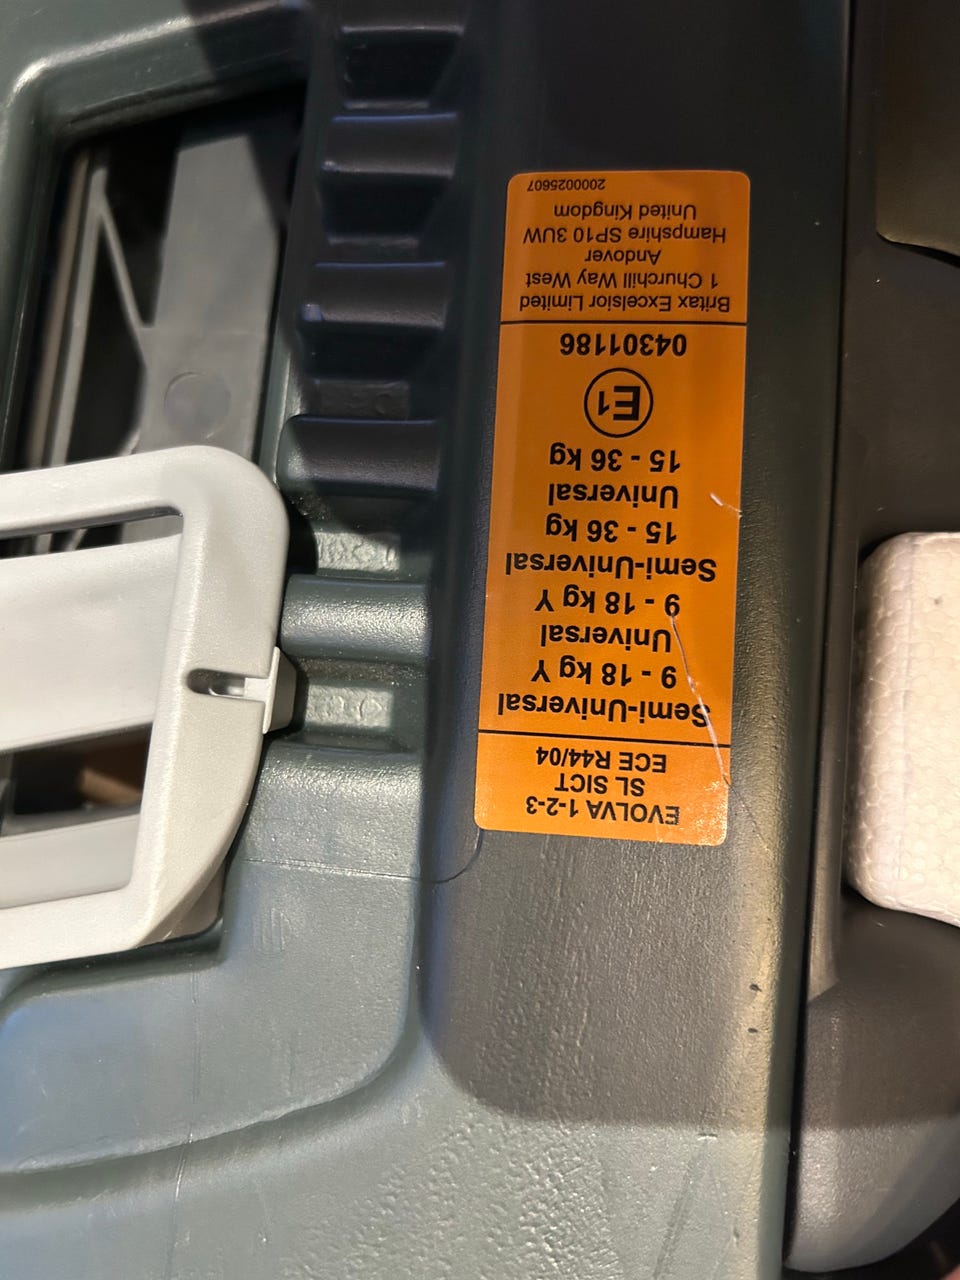 EVOLVA 1-2-3
SL SICT
ECE R44/04
Semi-Universal
9 - 18 kg Y
Universal
9 - 18 kg Y
Semi-Universal
15 - 36 kg
Universal
15 - 36 kg
E1
04301186
Britax Excelsior Limited
1 Churchill Way West
Andover
Hampshire SP10 3UW
United Kingdom
2000025607